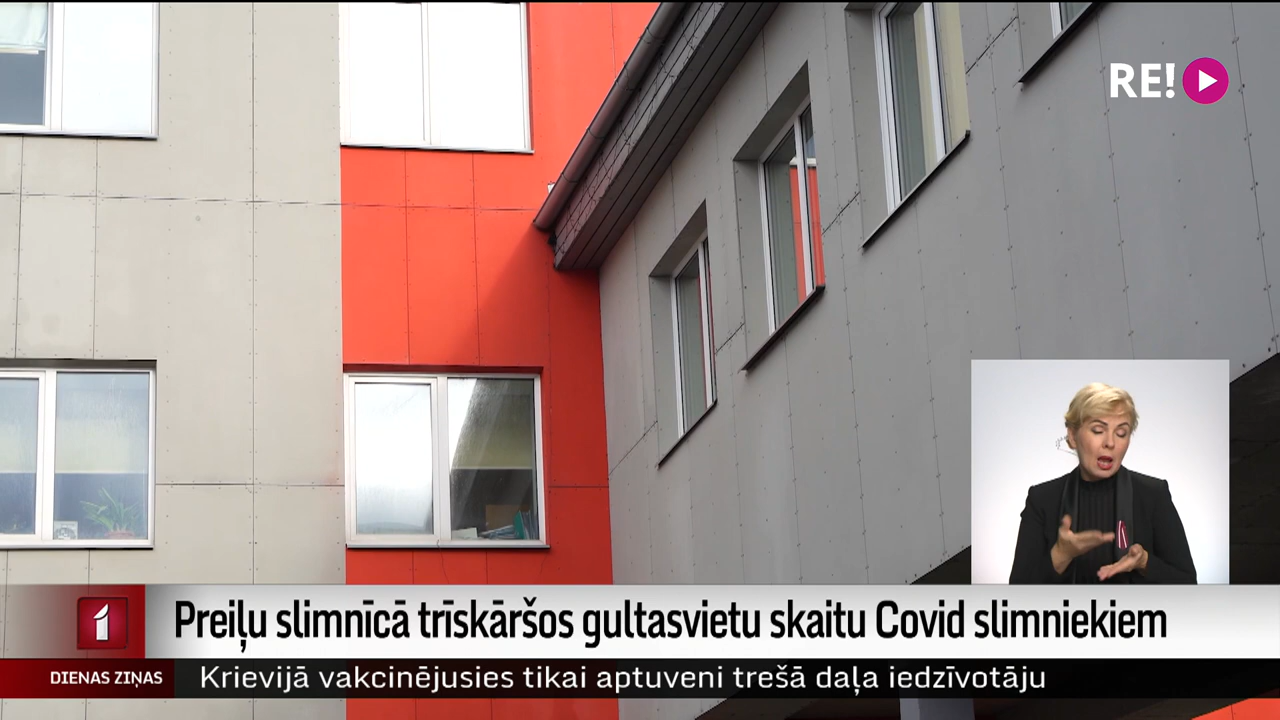 RE!
1
Preiļu slimnīcā trīskāršos gultasvietu skaitu Covid slimniekiem
DIENAS ZIŅAS
Krievijā vakcinējusies tikai aptuveni trešā daļa iedzīvotāju